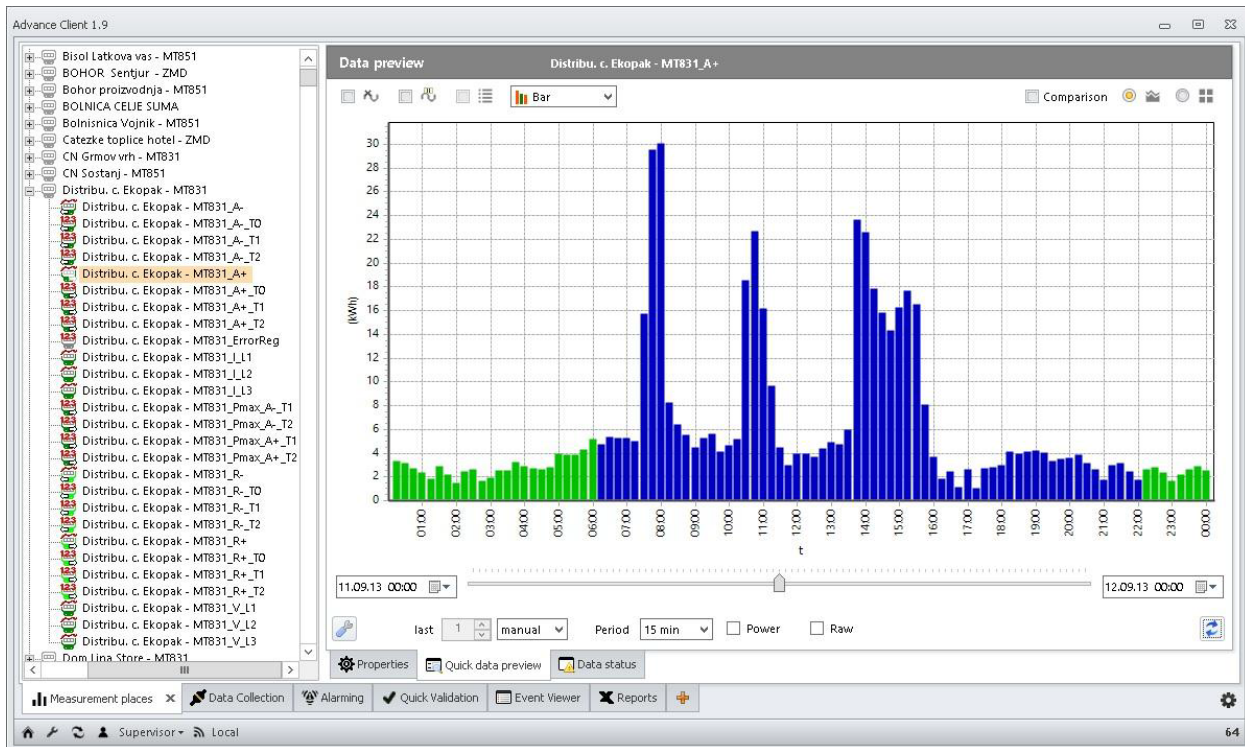 Advance Client 1.9
Bisol Latkova vas - MT851
BOHOR Sentjur - ZMD
Bohor proizvodnja - MT851
BOLNICA CELJE SUMA
Bolnisnica Vojnik - MT851
Catezke toplice hotel - ZMD
CN Grmov vrh - MT831
CN Sostanj - MT851
Distribu. c. Ekopak - MT831
Distribu. c. Ekopak - MT831_A-
Distribu. c. Ekopak - MT831_A-_T0
Distribu. c. Ekopak - MT831_A-_T1
Distribu. c. Ekopak - MT831_A-_T2
Distribu. c. Ekopak - MT831_A+
Distribu. c. Ekopak - MT831_A+_T0
Distribu. c. Ekopak - MT831_A+_T1
Distribu. c. Ekopak - MT831_A+_T2
Distribu. c. Ekopak - MT831_ErrorReg
Distribu. c. Ekopak - MT831_I_L1
Distribu. c. Ekopak - MT831_I_L2
Distribu. c. Ekopak - MT831_I_L3
Distribu. c. Ekopak - MT831_Pmax_A-_T1
Distribu. c. Ekopak - MT831_Pmax_A-_T2
Distribu. c. Ekopak - MT831_Pmax_A+_T1
Distribu. c. Ekopak - MT831_Pmax_A+_T2
Distribu. c. Ekopak - MT831_R-
Distribu. c. Ekopak - MT831_R-_T0
Distribu. c. Ekopak - MT831_R-_T1
Distribu. c. Ekopak - MT831_R-_T2
Distribu. c. Ekopak - MT831_R+
Distribu. c. Ekopak - MT831_R+_T0
Distribu. c. Ekopak - MT831_R+_T1
Distribu. c. Ekopak - MT831_R+_T2
Distribu. c. Ekopak - MT831_V_L1
Distribu. c. Ekopak - MT831_V_L2
Distribu. c. Ekopak - MT831_V_L3
Dom Lipa Store - MT831
Data preview Distribu. c. Ekopak - MT831_A+
Bar Comparison
30
28
26
24
22
20
18
16
14
12
10
8
6
4
2
0
(kWh)
01:00 02:00 03:00 04:00 05:00 06:00 07:00 08:00 09:00 10:00 11:00 12:00 13:00 14:00 15:00 16:00 17:00 18:00 19:00 20:00 21:00 22:00 23:00 00:00
t
11.09.13 00:00 12.09.13 00:00
last 1 manual Period 15 min Power Raw
Properties Quick data preview Data status
Measurement places Data Collection Alarming Quick Validation Event Viewer Reports
Supervisor Local 64